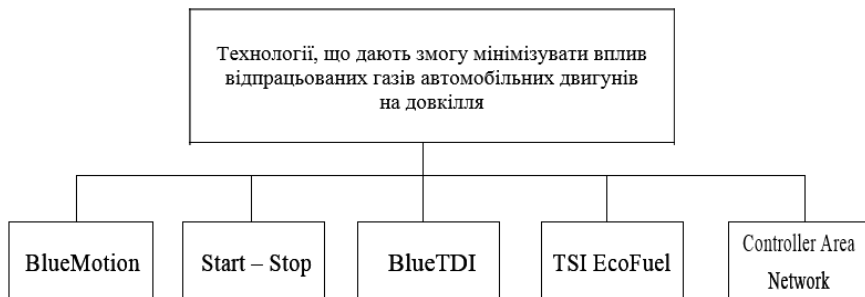 Технології, що дають змогу мінімізувати вплив
відпрацьованих газів автомобільних двигунів
на довкілля
BlueMotion
Start – Stop
BlueTDI
TSI EcoFuel
Controller Area
Network